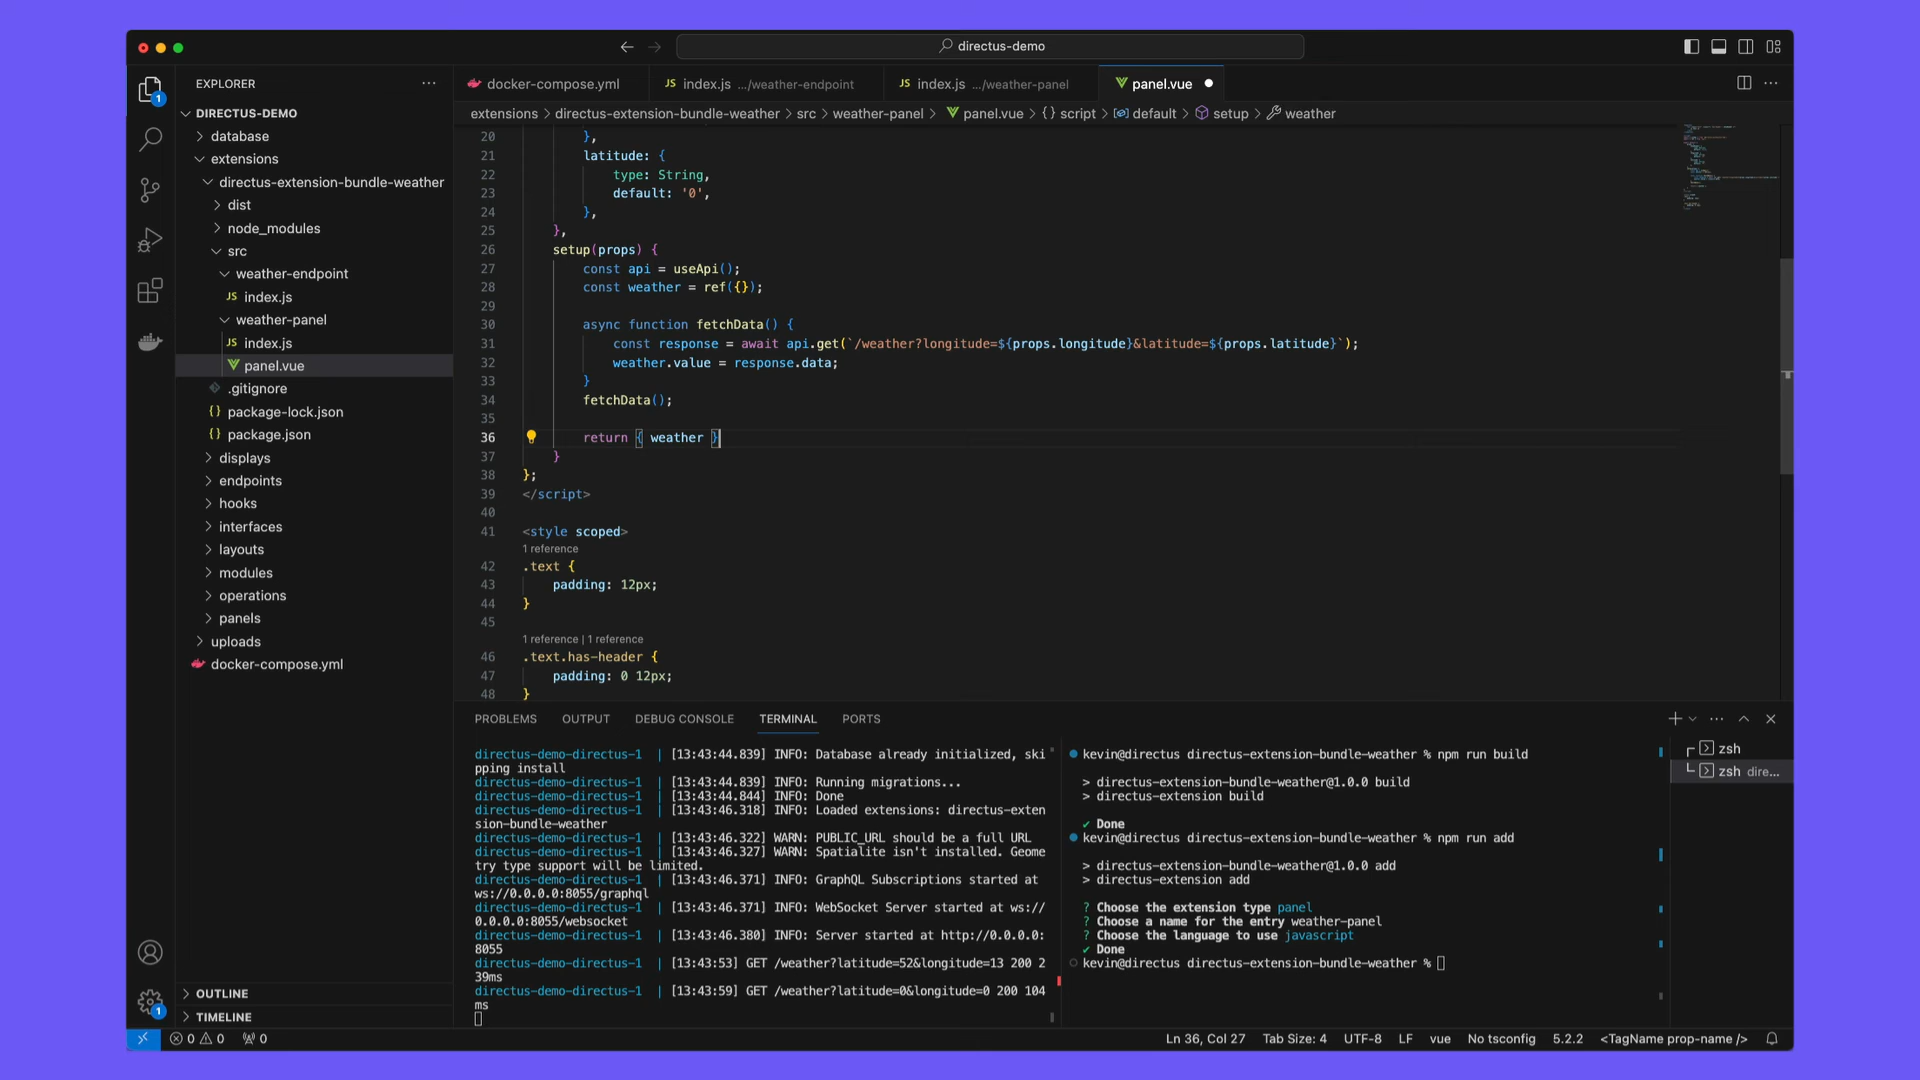 directus-demo
EXPLORER
docker-compose.yml
index.js .../weather-endpoint
index.js .../weather-panel
panel.vue
extensions > directus-extension-bundle-weather > src > weather-panel > panel.vue > {} script > default > setup > weather
DIRECTUS-DEMO
database
extensions
directus-extension-bundle-weather
dist
node_modules
src
weather-endpoint
JS index.js
weather-panel
JS index.js
panel.vue
.gitignore
{} package-lock.json
{} package.json
displays
endpoints
hooks
interfaces
layouts
modules
operations
panels
uploads
docker-compose.yml
OUTLINE
TIMELINE
20 },
21 latitude: {
22 type: String,
23 default: '0',
24 },
25 },
26 setup(props) {
27 const api = useApi();
28 const weather = ref({});
29
30 async function fetchData() {
31 const response = await api.get(`/weather?longitude=${props.longitude}&latitude=${props.latitude}`);
32 weather.value = response.data;
33 }
34 fetchData();
35
36 return { weather }
37 }
38 };
39 </script>
40
41 <style scoped>
1 reference
42 .text {
43 padding: 12px;
44 }
45
1 reference | 1 reference
46 .text.has-header {
47 padding: 0 12px;
48 }
PROBLEMS OUTPUT DEBUG CONSOLE TERMINAL PORTS
directus-demo-directus-1 | [13:43:44.839] INFO: Database already initialized, ski
pping install
directus-demo-directus-1 | [13:43:44.839] INFO: Running migrations...
directus-demo-directus-1 | [13:43:44.844] INFO: Done
directus-demo-directus-1 | [13:43:46.318] INFO: Loaded extensions: directus-exten
sion-bundle-weather
directus-demo-directus-1 | [13:43:46.322] WARN: PUBLIC_URL should be a full URL
directus-demo-directus-1 | [13:43:46.327] WARN: Spatialite isn't installed. Geome
try type support will be limited.
directus-demo-directus-1 | [13:43:46.371] INFO: GraphQL Subscriptions started at
ws://0.0.0.0:8055/graphql
directus-demo-directus-1 | [13:43:46.371] INFO: WebSocket Server started at ws://
0.0.0.0:8055/websocket
directus-demo-directus-1 | [13:43:46.380] INFO: Server started at http://0.0.0.0:
8055
directus-demo-directus-1 | [13:43:53] GET /weather?latitude=52&longitude=13 200 2
39ms
directus-demo-directus-1 | [13:43:59] GET /weather?latitude=0&longitude=0 200 104
ms
kevin@directus directus-extension-bundle-weather % npm run build
> directus-extension-bundle-weather@1.0.0 build
> directus-extension build
✔ Done
kevin@directus directus-extension-bundle-weather % npm run add
> directus-extension-bundle-weather@1.0.0 add
> directus-extension add
? Choose the extension type panel
? Choose a name for the entry weather-panel
? Choose the language to use javascript
✔ Done
kevin@directus directus-extension-bundle-weather %
zsh
zsh dire...
1
1
0 0 0
Ln 36, Col 27 Tab Size: 4 UTF-8 LF vue No tsconfig 5.2.2 <TagName prop-name />